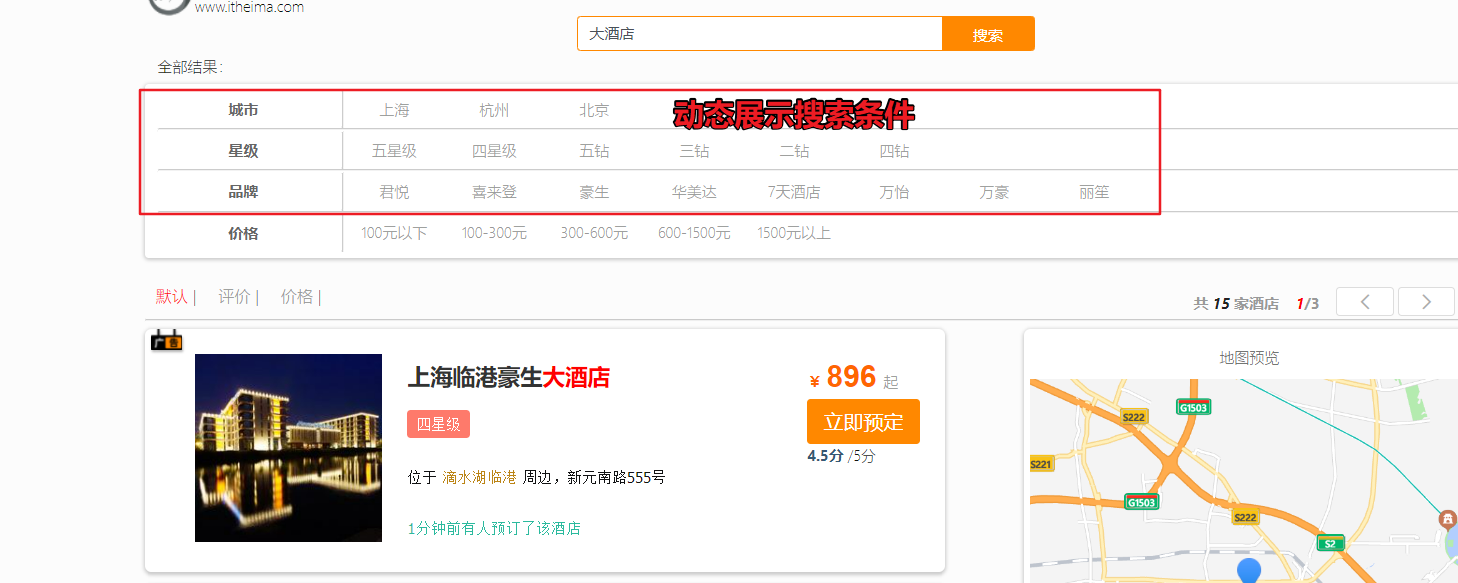 www.itheima.com
大酒店
搜索
全部结果:
城市 上海 杭州 北京 动态展示搜索条件
星级 五星级 四星级 五钻 三钻 二钻 四钻
品牌 君悦 喜来登 豪生 华美达 7天酒店 万怡 万豪 丽笙
价格 100元以下 100-300元 300-600元 600-1500元 1500元以上
默认 | 评价 | 价格 | 共 15 家酒店 1/3
广告
上海临港豪生大酒店
四星级
位于 滴水湖临港 周边，新元南路555号
1分钟前有人预订了该酒店
¥ 896 起
立即预定
4.5分 /5分
地图预览
G1503
S222
S221
G1503
S222
S2